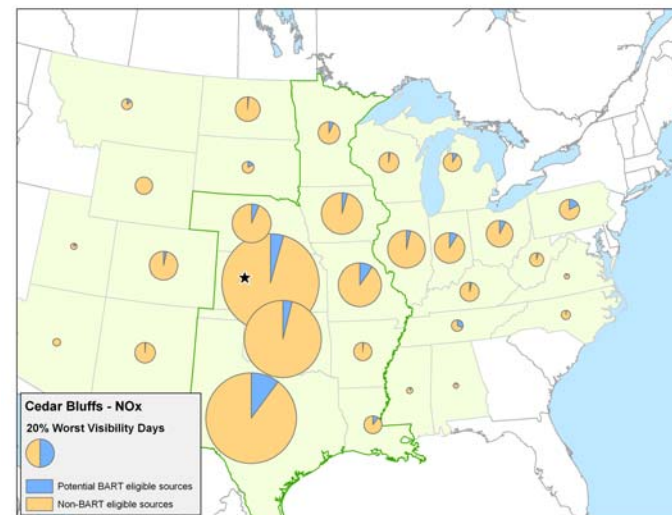 Cedar Bluffs - NOx
20% Worst Visibility Days
Potential BART eligible sources
Non-BART eligible sources